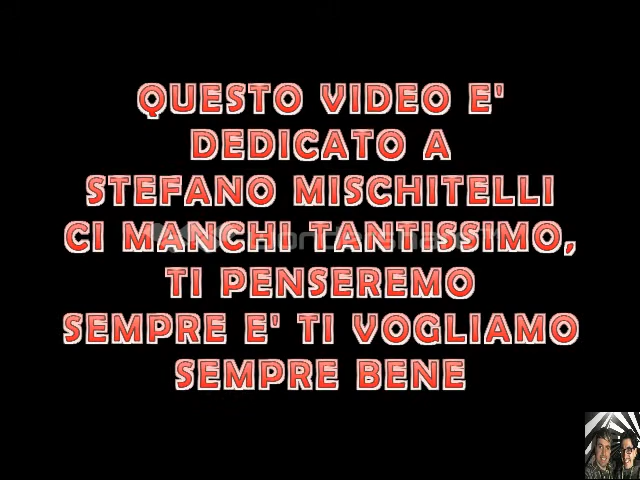 QUESTO VIDEO E'
DEDICATO A
STEFANO MISCHITELLI
CI MANCHI TANTISSIMO,
TI PENSEREMO
SEMPRE E' TI VOGLIAMO
SEMPRE BENE